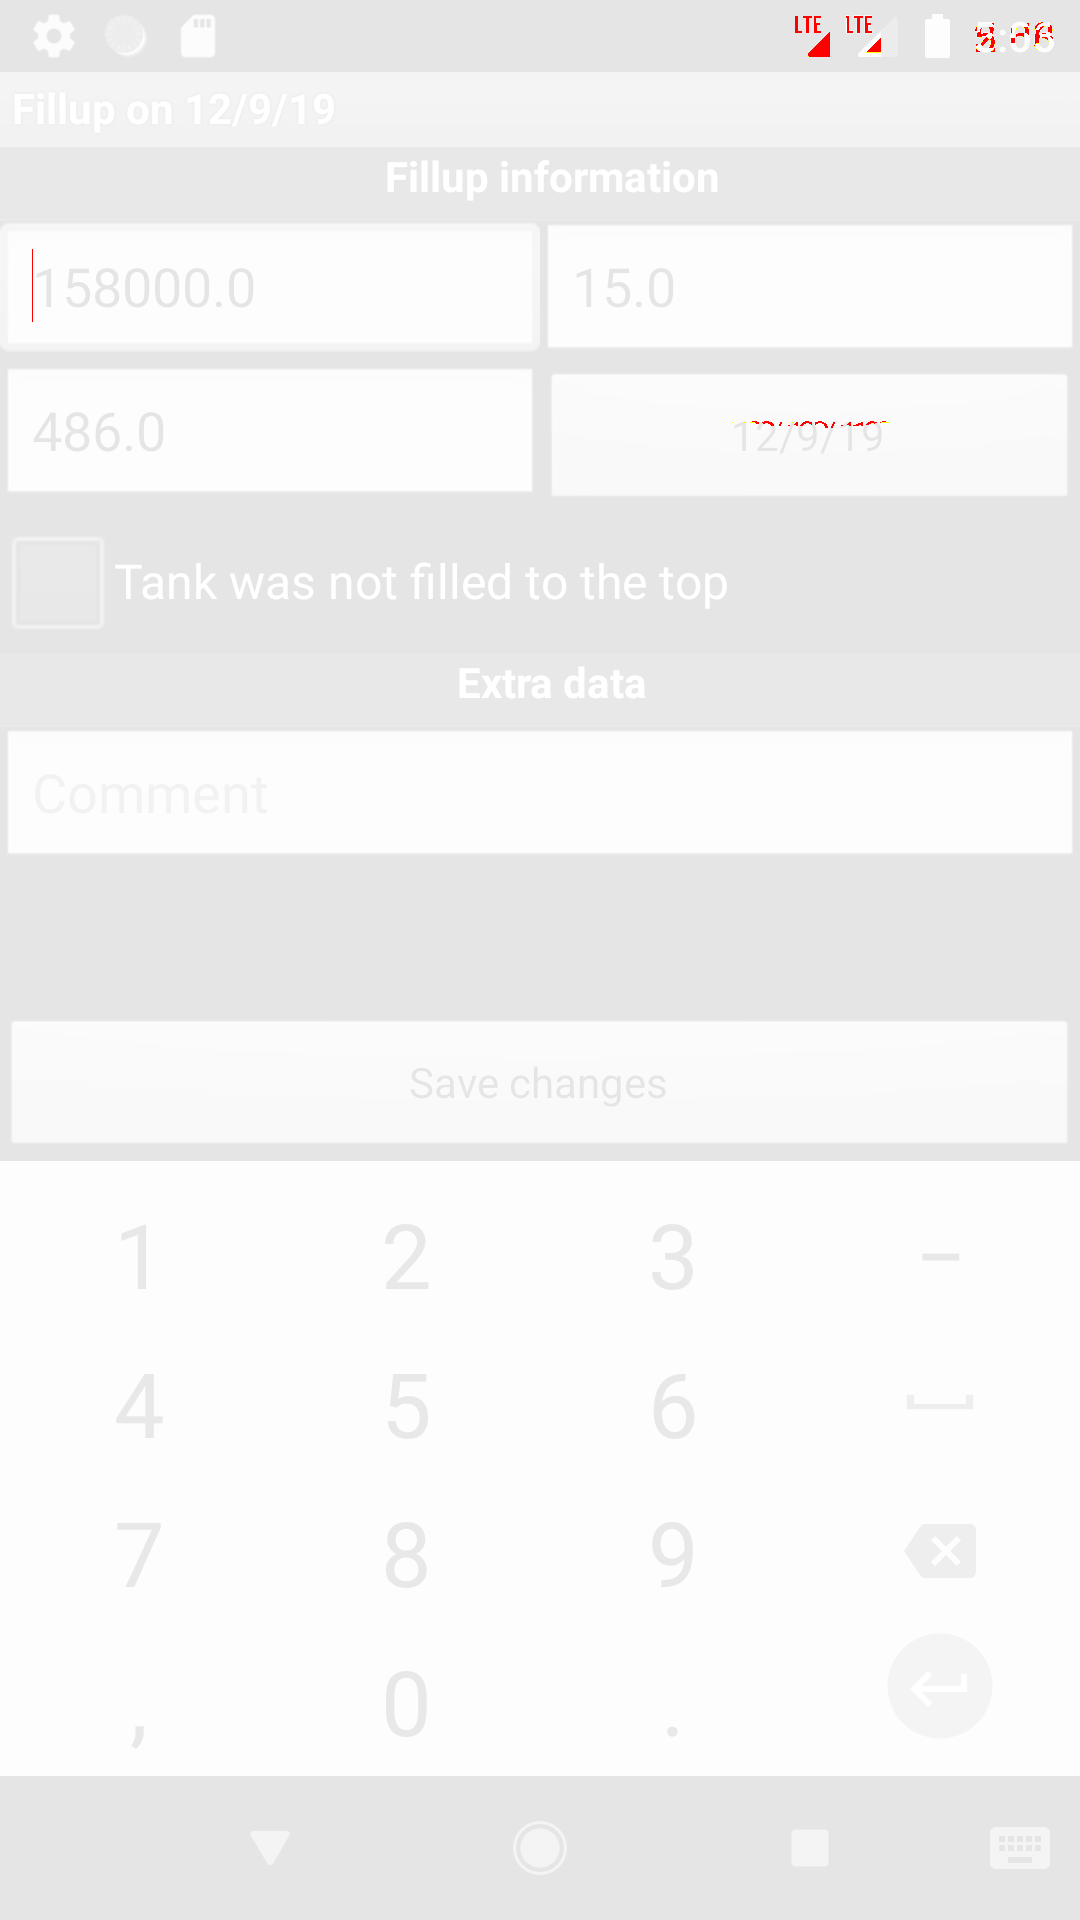 LTE LTE
Fillup on 12/9/19
Fillup information
158000.0 15.0
486.0 12/9/19
Tank was not filled to the top
Extra data
Comment
Save changes
1 2 3 –
4 5 6
7 8 9
, 0 .